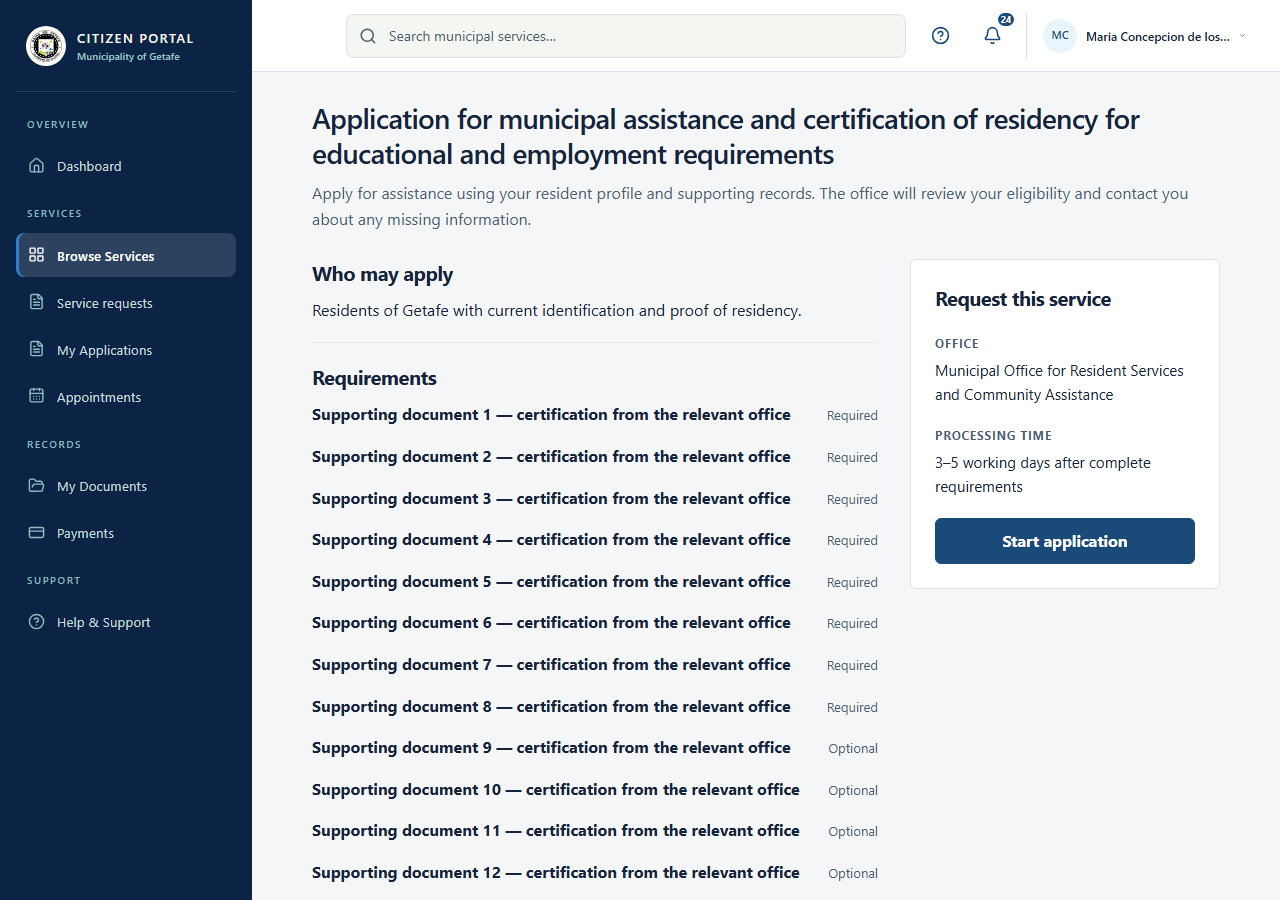 CITIZEN PORTAL
Municipality of Getafe
OVERVIEW
Dashboard
SERVICES
Browse Services
Service requests
My Applications
Appointments
RECORDS
My Documents
Payments
SUPPORT
Help & Support
Search municipal services...
24
MC
Maria Concepcion de los...
Application for municipal assistance and certification of residency for
educational and employment requirements
Apply for assistance using your resident profile and supporting records. The office will review your eligibility and contact you
about any missing information.
Who may apply
Residents of Getafe with current identification and proof of residency.
Requirements
Supporting document 1 — certification from the relevant office Required
Supporting document 2 — certification from the relevant office Required
Supporting document 3 — certification from the relevant office Required
Supporting document 4 — certification from the relevant office Required
Supporting document 5 — certification from the relevant office Required
Supporting document 6 — certification from the relevant office Required
Supporting document 7 — certification from the relevant office Required
Supporting document 8 — certification from the relevant office Required
Supporting document 9 — certification from the relevant office Optional
Supporting document 10 — certification from the relevant office Optional
Supporting document 11 — certification from the relevant office Optional
Supporting document 12 — certification from the relevant office Optional
Request this service
OFFICE
Municipal Office for Resident Services
and Community Assistance
PROCESSING TIME
3–5 working days after complete
requirements
Start application